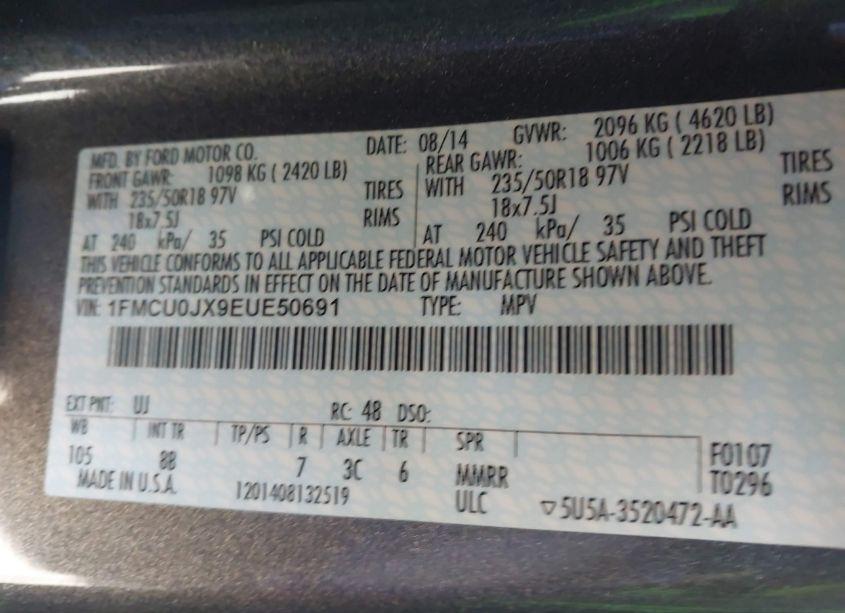 MFD. BY FORD MOTOR CO. DATE: 08/14 GVWR: 2096 KG ( 4620 LB)
FRONT GAWR: 1098 KG ( 2420 LB) REAR GAWR: 1006 KG ( 2218 LB)
WITH 235/50R18 97V TIRES WITH 235/50R18 97V TIRES
18x7.5J RIMS 18x7.5J RIMS
AT 240 kPa/ 35 PSI COLD AT 240 kPa/ 35 PSI COLD
THIS VEHICLE CONFORMS TO ALL APPLICABLE FEDERAL MOTOR VEHICLE SAFETY AND THEFT
PREVENTION STANDARDS IN EFFECT ON THE DATE OF MANUFACTURE SHOWN ABOVE.
VIN: 1FMCU0JX9EUE50691 TYPE: MPV
EXT PNT: UJ RC: 48 DSO:
WB INT TR TP/PS R AXLE TR SPR F0107
105 88 7 3C 6 MMRR T0296
MADE IN U.S.A. 1201408132519 ULC ▽5U5A-3520472-AA